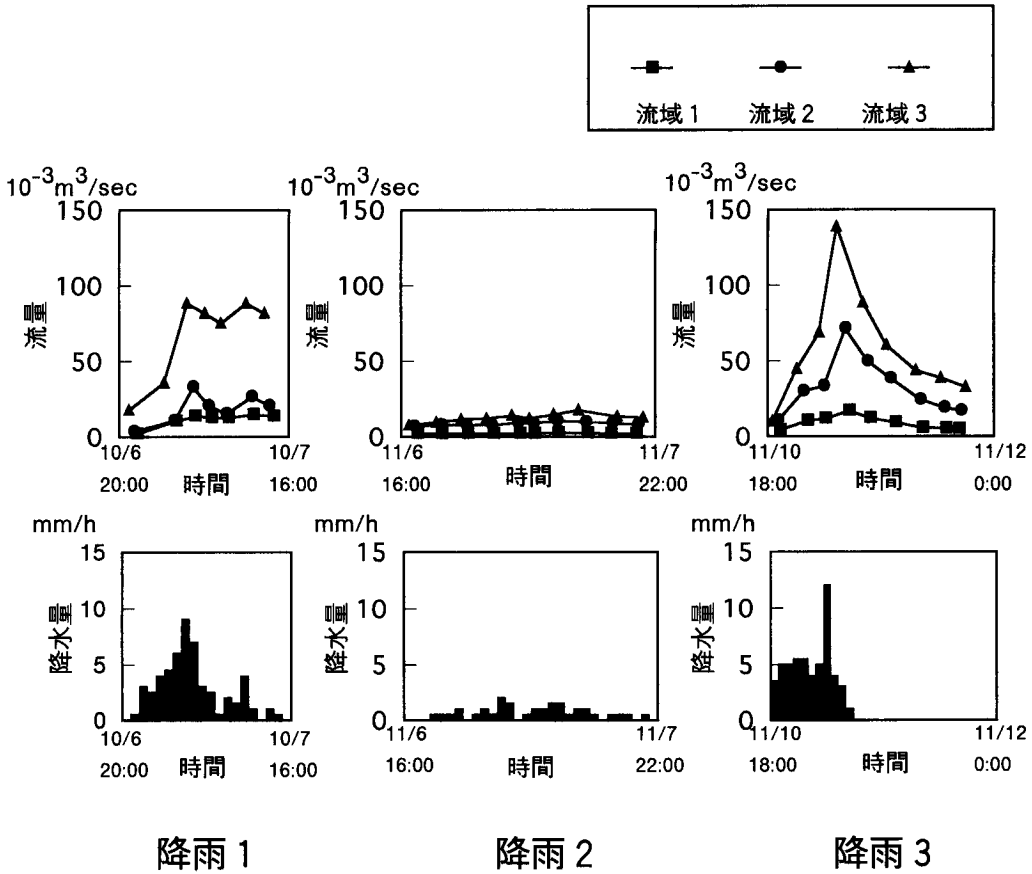 流域1 流域2 流域3
10⁻³m³/sec 10⁻³m³/sec 10⁻³m³/sec
150 150 150
100 100 100
50 50 50
0 0 0
流量 流量 流量
10/6 10/7 11/6 11/7 11/10 11/12
20:00 時間 16:00 16:00 時間 22:00 18:00 時間 0:00
mm/h mm/h mm/h
15 15 15
10 10 10
5 5 5
0 0 0
降水量 降水量 降水量
10/6 10/7 11/6 11/7 11/10 11/12
20:00 時間 16:00 16:00 時間 22:00 18:00 時間 0:00
降雨1 降雨2 降雨3